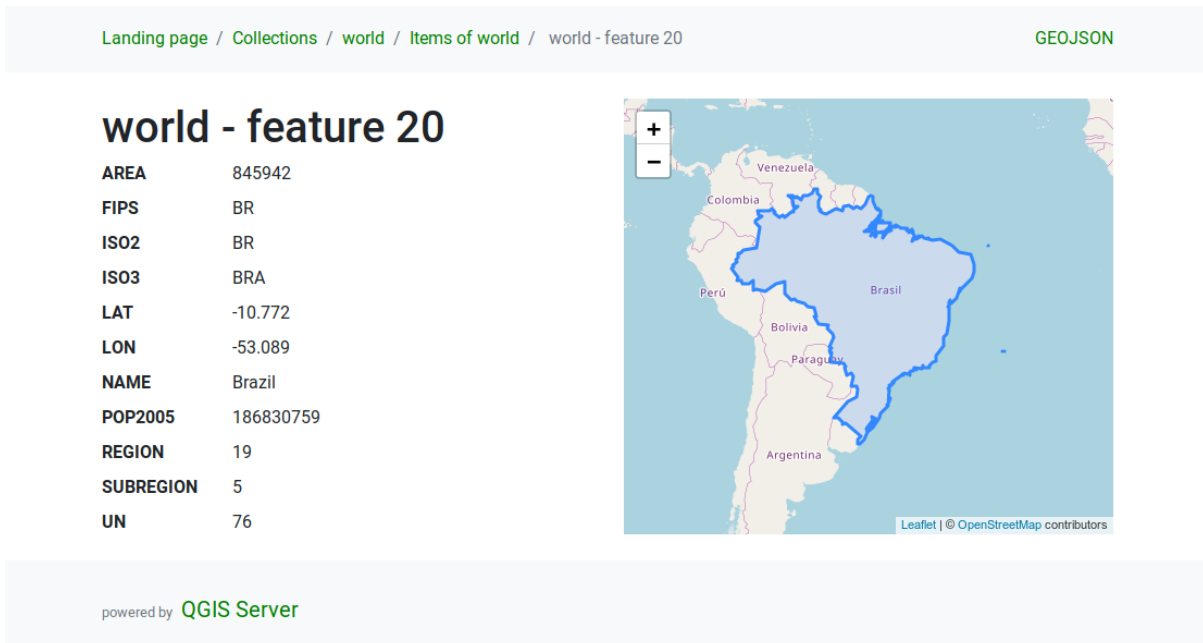 Landing page / Collections / world / Items of world / world - feature 20
GEOJSON
world - feature 20
AREA 845942
FIPS BR
ISO2 BR
ISO3 BRA
LAT -10.772
LON -53.089
NAME Brazil
POP2005 186830759
REGION 19
SUBREGION 5
UN 76
+
−
Venezuela
Colombia
Brasil
Perú
Bolivia
Paraguay
Argentina
Leaflet | © OpenStreetMap contributors
powered by QGIS Server